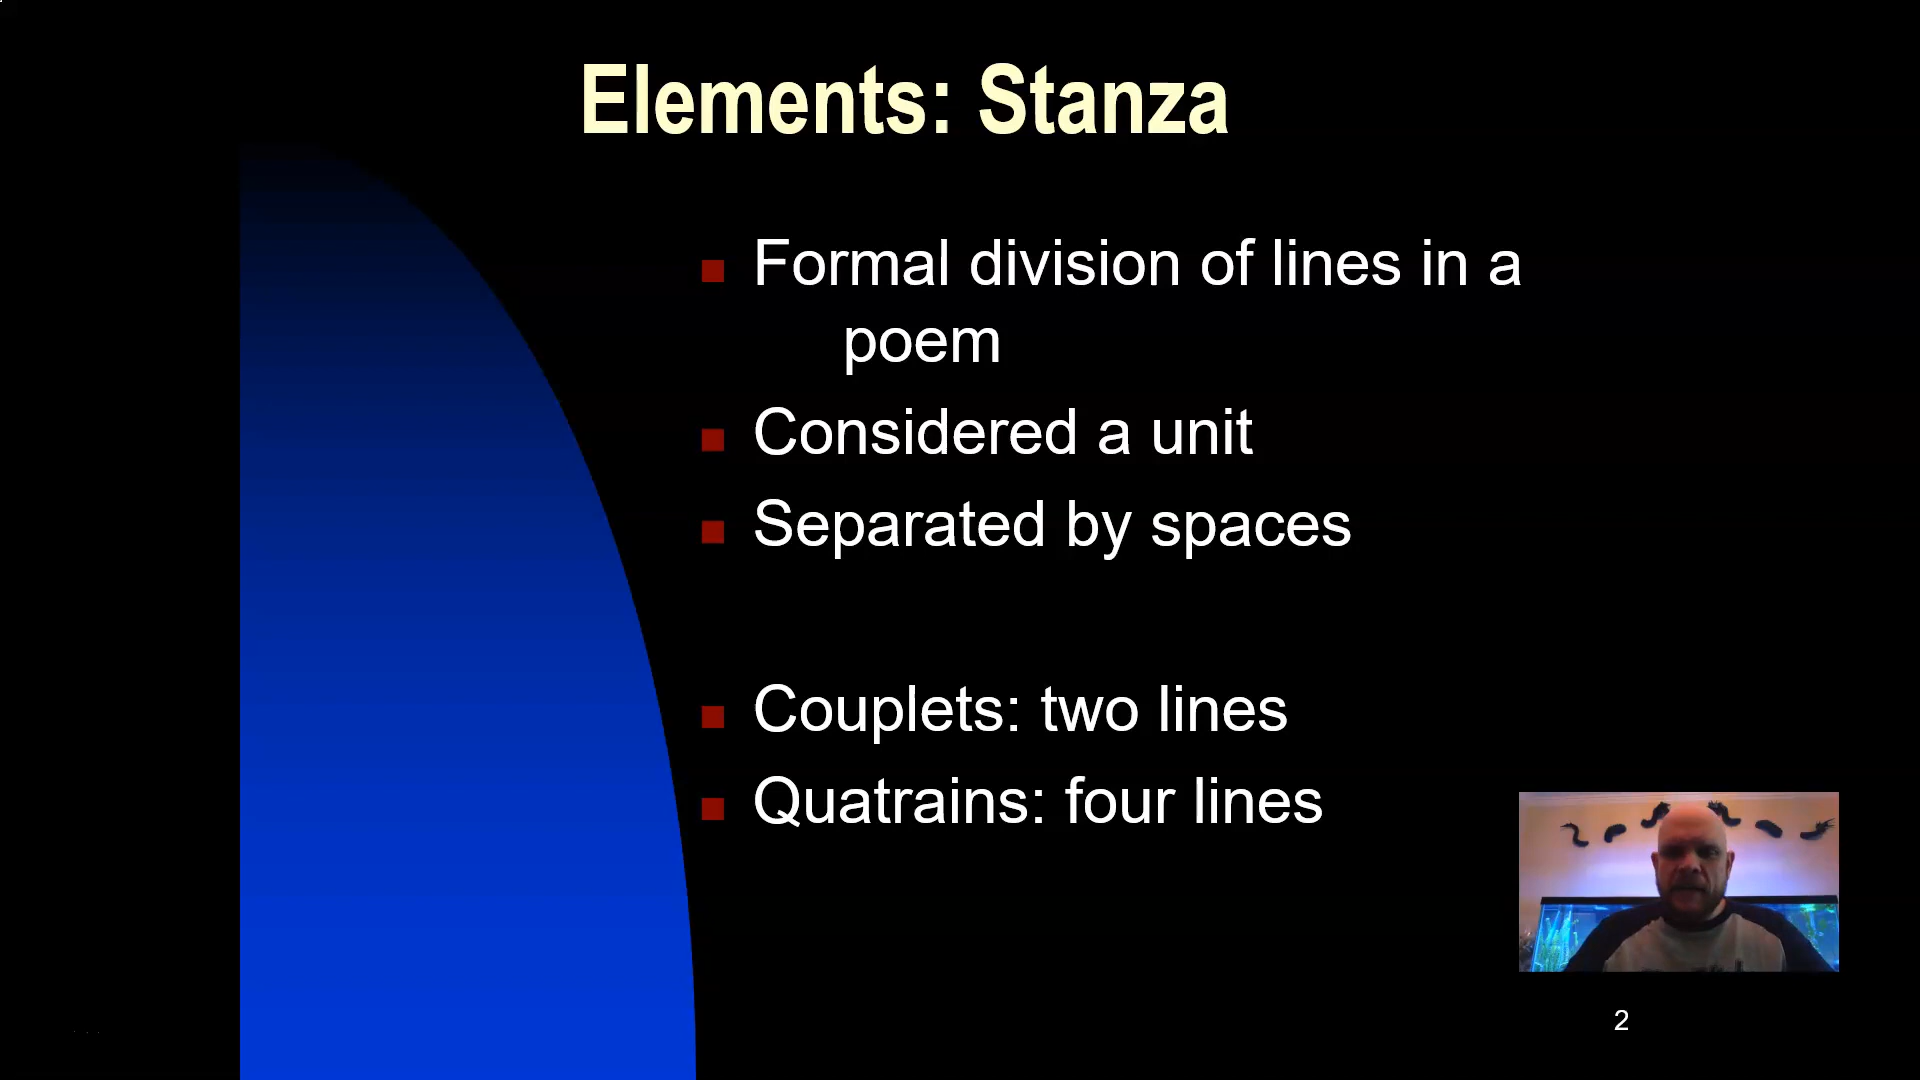 Elements: Stanza
Formal division of lines in a
poem
Considered a unit
Separated by spaces
Couplets: two lines
Quatrains: four lines
2